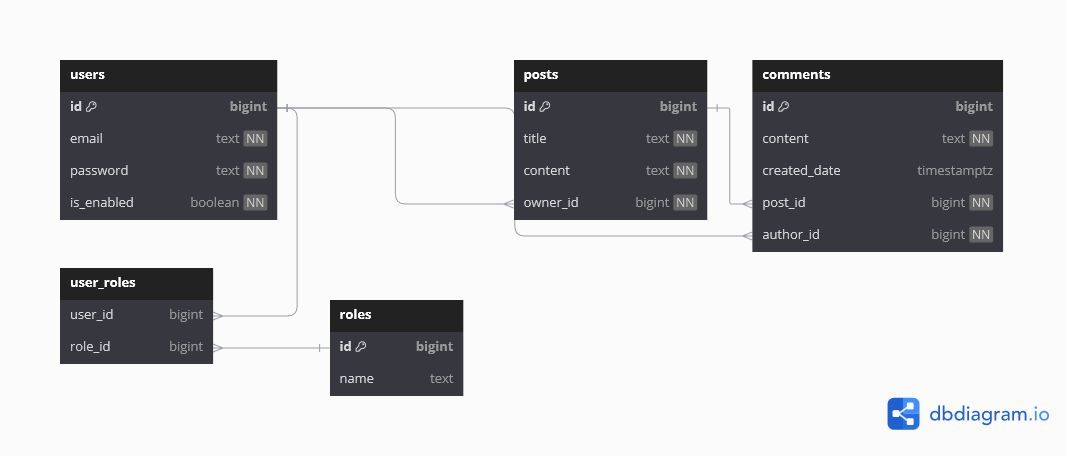 users
id bigint
email text NN
password text NN
is_enabled boolean NN
posts
id bigint
title text NN
content text NN
owner_id bigint NN
comments
id bigint
content text NN
created_date timestamptz
post_id bigint NN
author_id bigint NN
user_roles
user_id bigint
role_id bigint
roles
id bigint
name text
dbdiagram.io